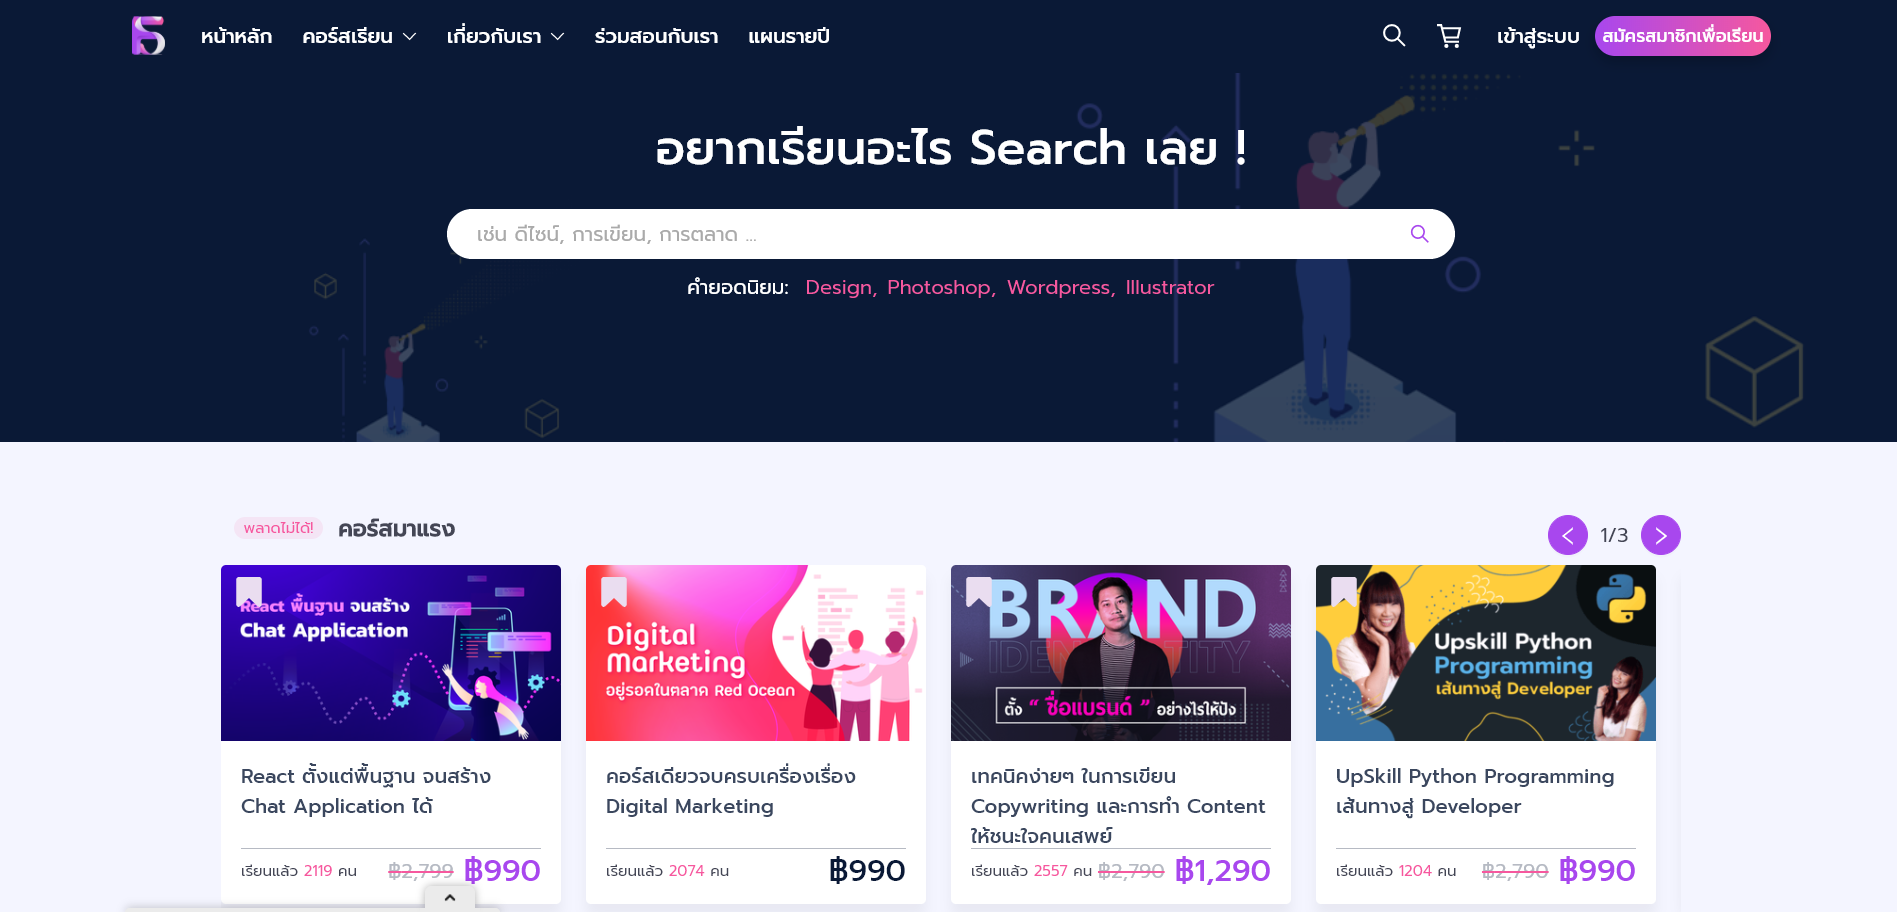 หน้าหลัก คอร์สเรียน เกี่ยวกับเรา ร่วมสอนกับเรา แผนรายปี เข้าสู่ระบบ สมัครสมาชิกเพื่อเรียน
อยากเรียนอะไร Search เลย !
เช่น ดีไซน์, การเขียน, การตลาด ...
คำยอดนิยม: Design, Photoshop, Wordpress, Illustrator
พลาดไม่ได้! คอร์สมาแรง
1/3
React พื้นฐาน จนสร้าง
Chat Application
React ตั้งแต่พื้นฐาน จนสร้าง
Chat Application ได้
เรียนแล้ว 2119 คน ฿2,799 ฿990
Digital
Marketing
อยู่รอดในตลาด Red Ocean
คอร์สเดียวจบครบเครื่องเรื่อง
Digital Marketing
เรียนแล้ว 2074 คน ฿990
BRAND
IDENTITY
ตั้ง “ ชื่อแบรนด์ ” อย่างไรให้ปัง
เทคนิคง่ายๆ ในการเขียน
Copywriting และการทำ Content
ให้ชนะใจคนเสพย์
เรียนแล้ว 2557 คน ฿2,790 ฿1,290
Upskill Python
Programming
เส้นทางสู่ Developer
UpSkill Python Programming
เส้นทางสู่ Developer
เรียนแล้ว 1204 คน ฿2,790 ฿990